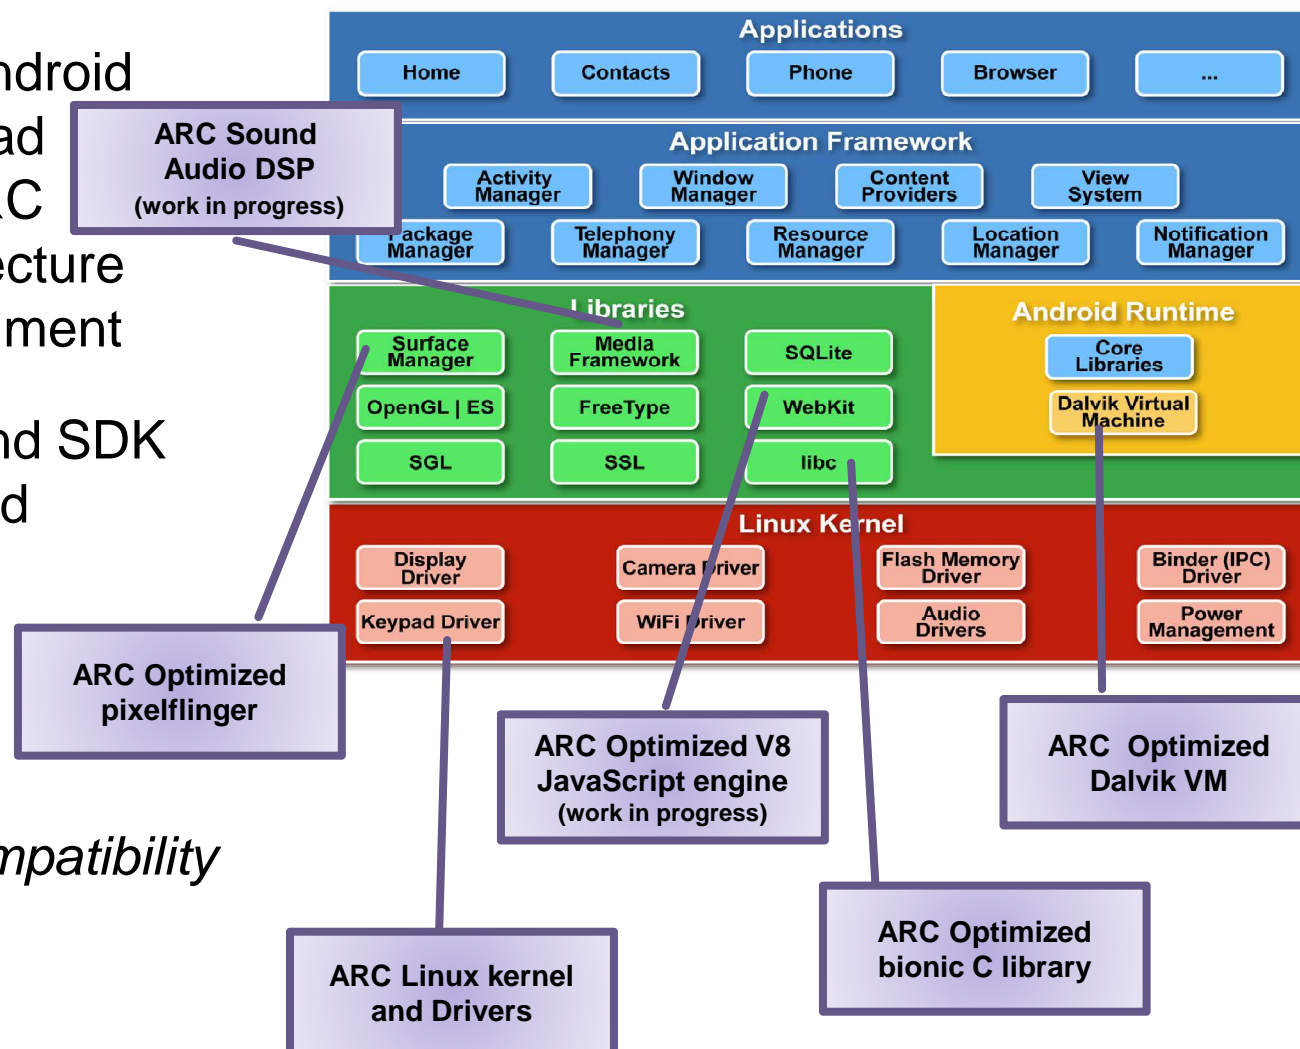 ndroid
ad
C
ecture
nment
nd SDK
d
mpatibility
Applications
Home
Contacts
Phone
Browser
...
Application Framework
Activity
Manager
Window
Manager
Content
Providers
View
System
Package
Manager
Telephony
Manager
Resource
Manager
Location
Manager
Notification
Manager
Libraries
Surface
Manager
Media
Framework
SQLite
OpenGL | ES
FreeType
WebKit
SGL
SSL
libc
Android Runtime
Core
Libraries
Dalvik Virtual
Machine
Linux Kernel
Display
Driver
Camera Driver
Flash Memory
Driver
Binder (IPC)
Driver
Keypad Driver
WiFi Driver
Audio
Drivers
Power
Management
ARC Sound
Audio DSP
(work in progress)
ARC Optimized
pixelflinger
ARC Optimized V8
JavaScript engine
(work in progress)
ARC Optimized
Dalvik VM
ARC Linux kernel
and Drivers
ARC Optimized
bionic C library